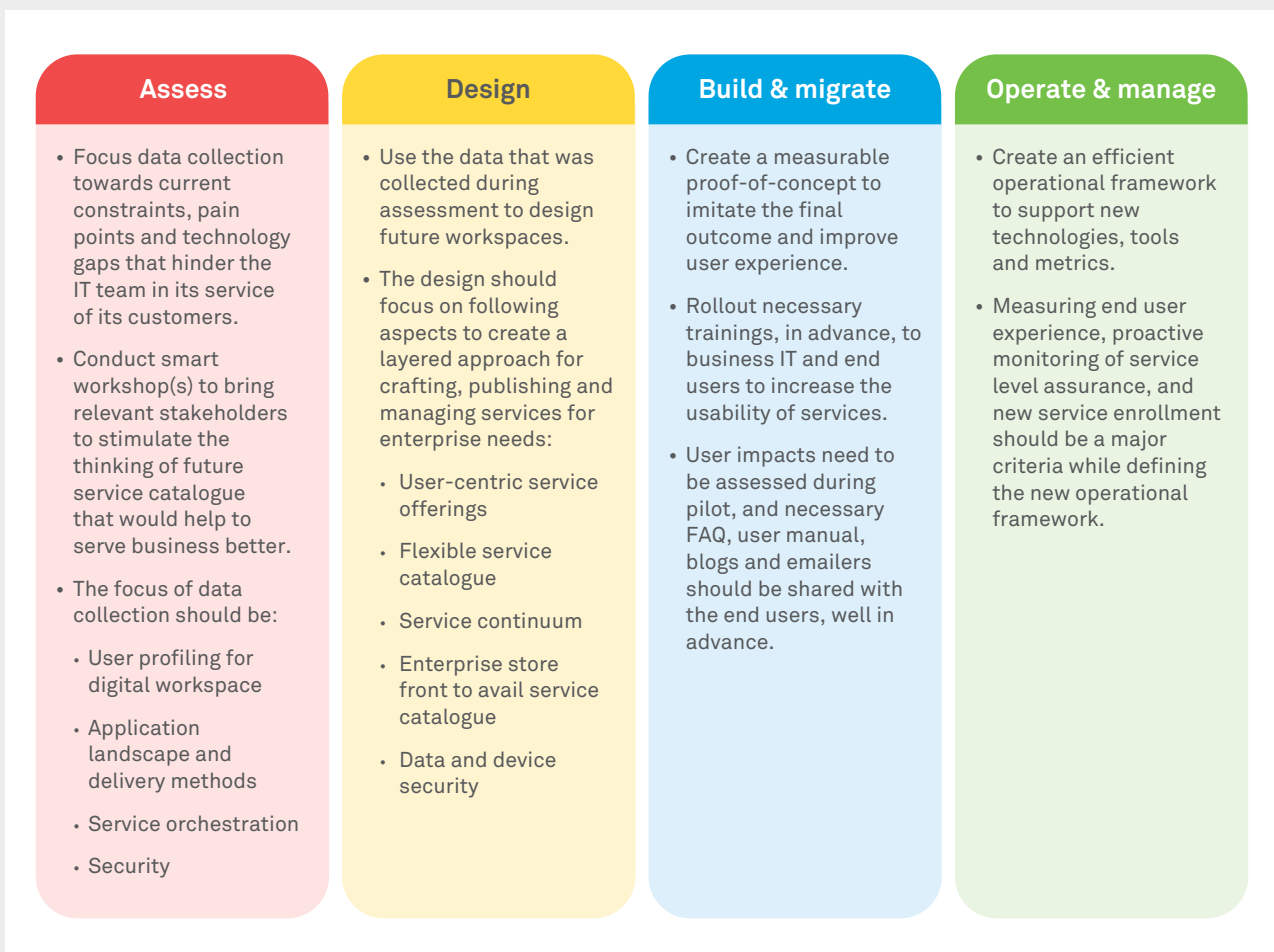 Assess
• Focus data collection
towards current
constraints, pain
points and technology
gaps that hinder the
IT team in its service
of its customers.
• Conduct smart
workshop(s) to bring
relevant stakeholders
to stimulate the
thinking of future
service catalogue
that would help to
serve business better.
• The focus of data
collection should be:
• User profiling for
digital workspace
• Application
landscape and
delivery methods
• Service orchestration
• Security
Design
• Use the data that was
collected during
assessment to design
future workspaces.
• The design should
focus on following
aspects to create a
layered approach for
crafting, publishing and
managing services for
enterprise needs:
• User-centric service
offerings
• Flexible service
catalogue
• Service continuum
• Enterprise store
front to avail service
catalogue
• Data and device
security
Build & migrate
• Create a measurable
proof-of-concept to
imitate the final
outcome and improve
user experience.
• Rollout necessary
trainings, in advance, to
business IT and end
users to increase the
usability of services.
• User impacts need to
be assessed during
pilot, and necessary
FAQ, user manual,
blogs and emailers
should be shared with
the end users, well in
advance.
Operate & manage
• Create an efficient
operational framework
to support new
technologies, tools
and metrics.
• Measuring end user
experience, proactive
monitoring of service
level assurance, and
new service enrollment
should be a major
criteria while defining
the new operational
framework.